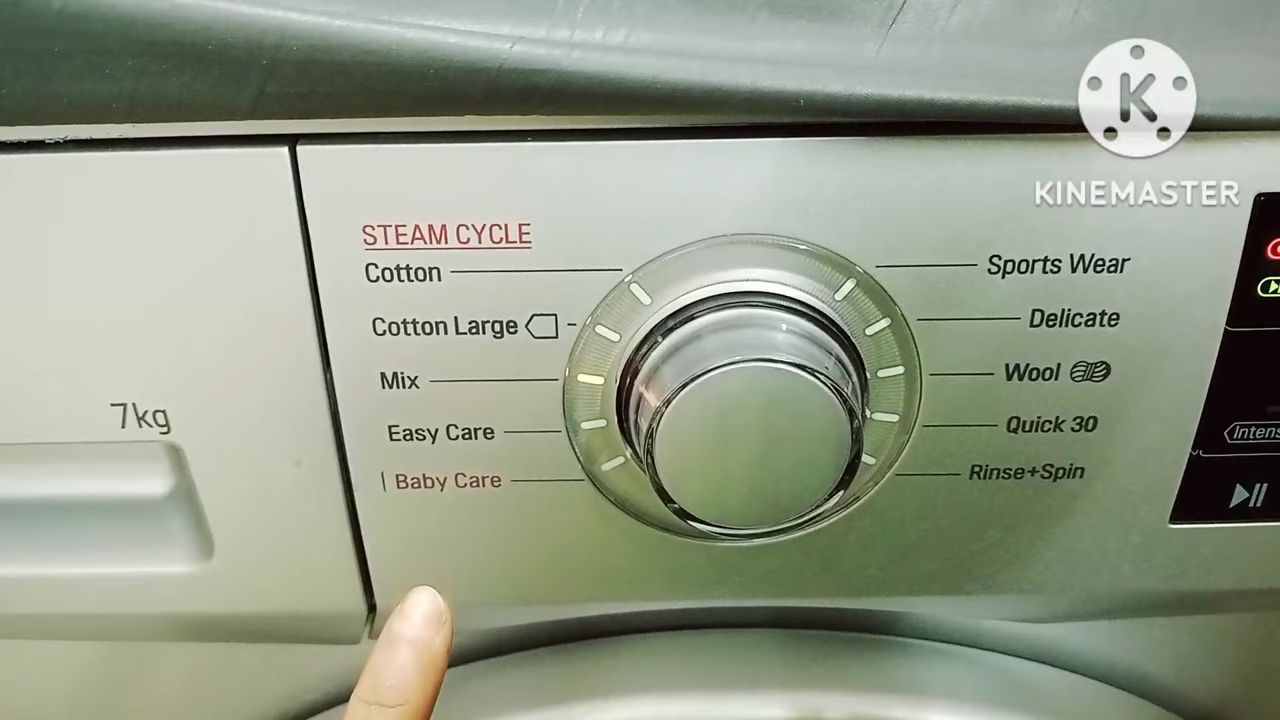 K
KINEMASTER
STEAM CYCLE
Cotton
Cotton Large
Mix
Easy Care
Baby Care
7kg
Sports Wear
Delicate
Wool
Quick 30
Rinse+Spin
Intens